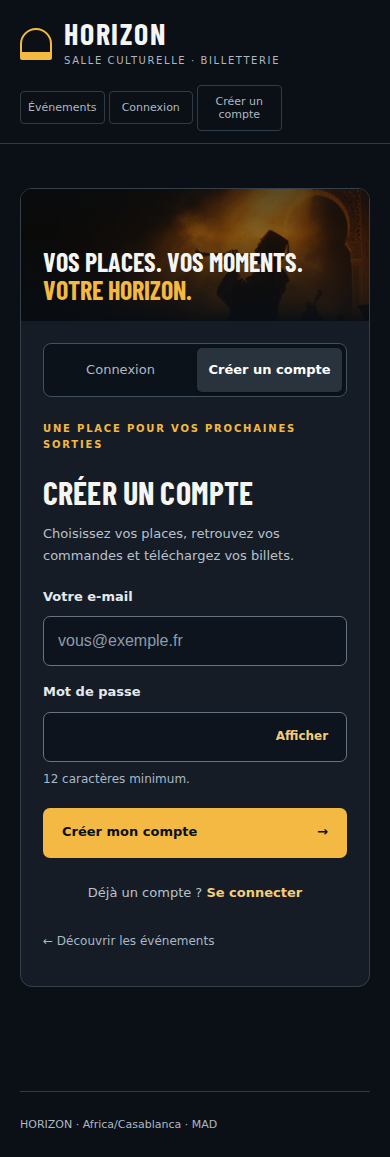 HORIZON
SALLE CULTURELLE · BILLETTERIE
Événements
Connexion
Créer un
compte
VOS PLACES. VOS MOMENTS.
VOTRE HORIZON.
Connexion
Créer un compte
UNE PLACE POUR VOS PROCHAINES
SORTIES
CRÉER UN COMPTE
Choisissez vos places, retrouvez vos
commandes et téléchargez vos billets.
Votre e-mail
vous@exemple.fr
Mot de passe
Afficher
12 caractères minimum.
Créer mon compte →
Déjà un compte ? Se connecter
← Découvrir les événements
HORIZON · Africa/Casablanca · MAD